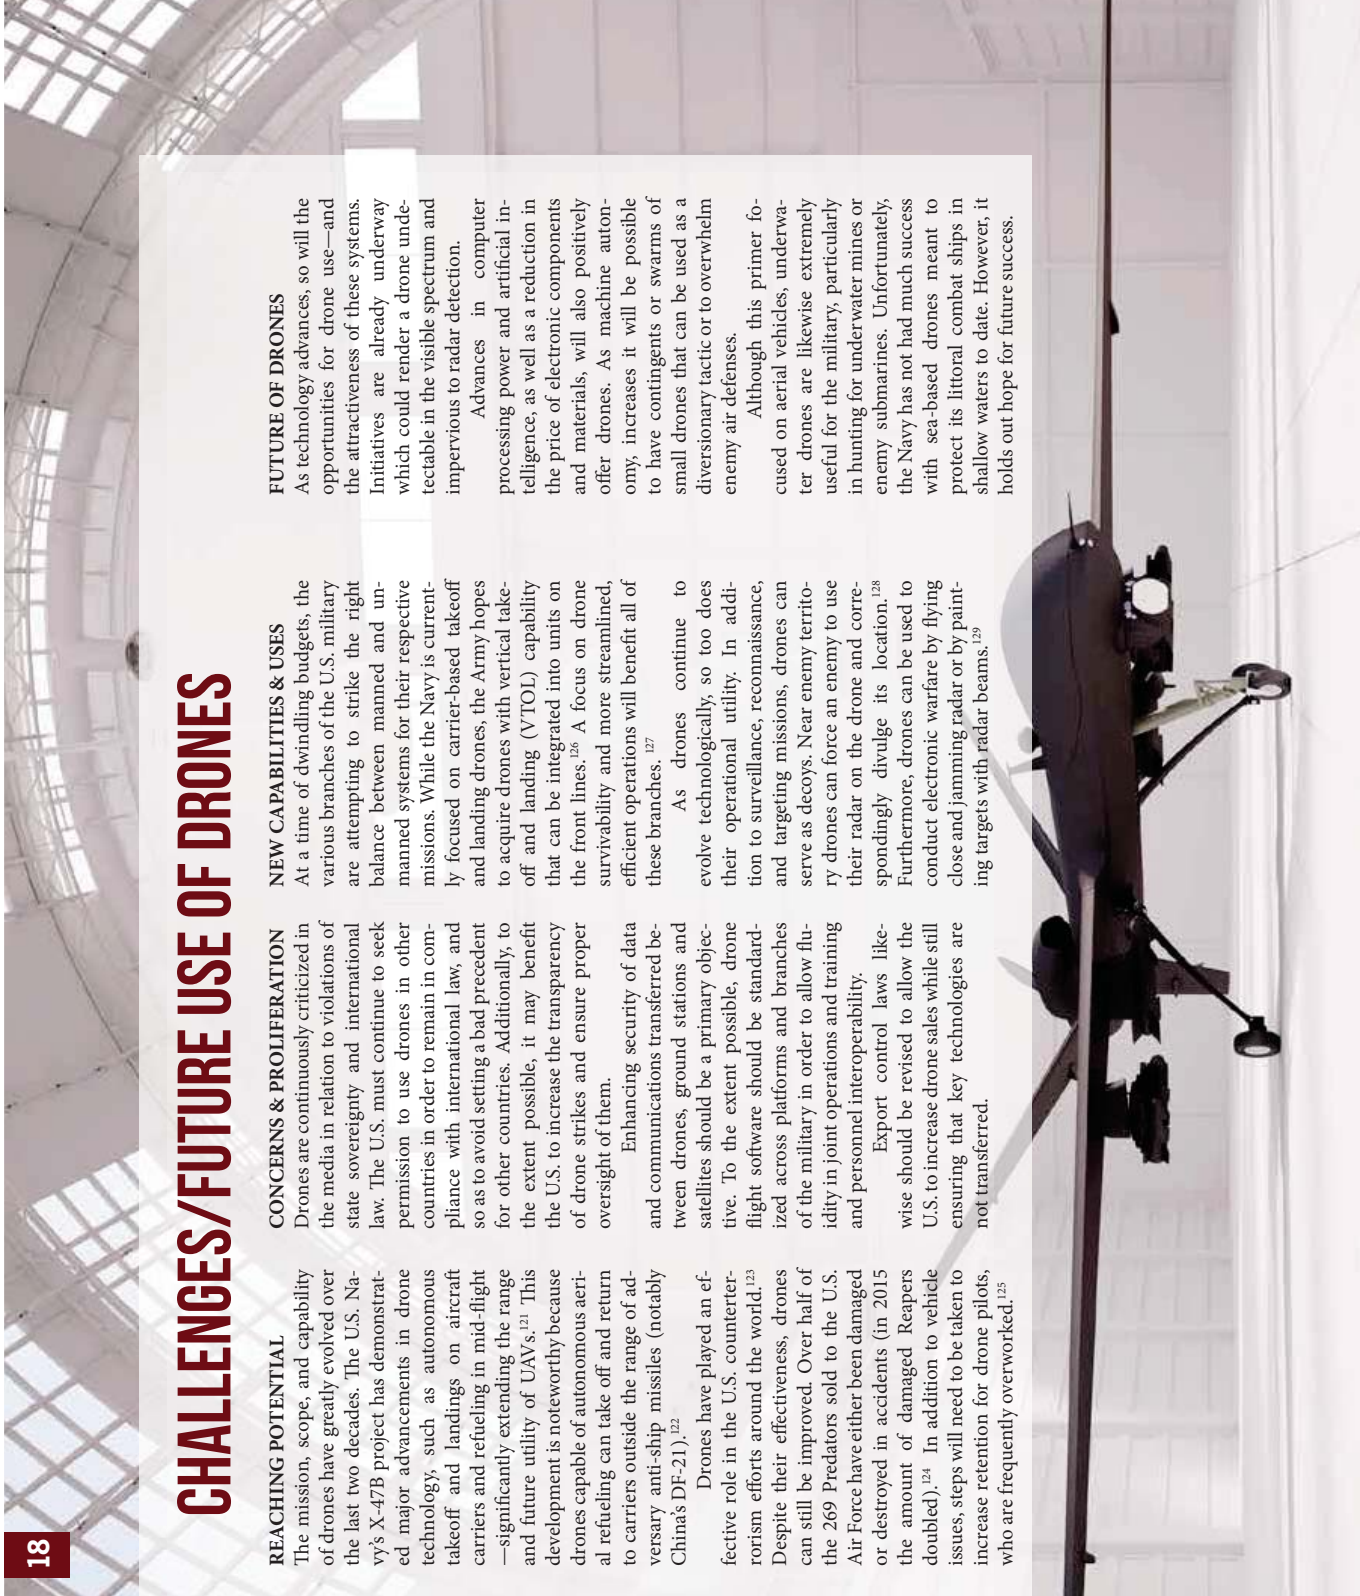 18
CHALLENGES/FUTURE USE OF DRONES
REACHING POTENTIAL
The mission, scope, and capability
of drones have greatly evolved over
the last two decades. The U.S. Na-
vy's X-47B project has demonstrat-
ed major advancements in drone
technology, such as autonomous
takeoff and landings on aircraft
carriers and refueling in mid-flight
—significantly extending the range
and future utility of UAVs.121 This
development is noteworthy because
drones capable of autonomous aeri-
al refueling can take off and return
to carriers outside the range of ad-
versary anti-ship missiles (notably
China's DF-21).122
Drones have played an ef-
fective role in the U.S. counterter-
rorism efforts around the world.123
Despite their effectiveness, drones
can still be improved. Over half of
the 269 Predators sold to the U.S.
Air Force have either been damaged
or destroyed in accidents (in 2015
the amount of damaged Reapers
doubled).124 In addition to vehicle
issues, steps will need to be taken to
increase retention for drone pilots,
who are frequently overworked.125
CONCERNS & PROLIFERATION
Drones are continuously criticized in
the media in relation to violations of
state sovereignty and international
law. The U.S. must continue to seek
permission to use drones in other
countries in order to remain in com-
pliance with international law, and
so as to avoid setting a bad precedent
for other countries. Additionally, to
the extent possible, it may benefit
the U.S. to increase the transparency
of drone strikes and ensure proper
oversight of them.
Enhancing security of data
and communications transferred be-
tween drones, ground stations and
satellites should be a primary objec-
tive. To the extent possible, drone
flight software should be standard-
ized across platforms and branches
of the military in order to allow flu-
idity in joint operations and training
and personnel interoperability.
Export control laws like-
wise should be revised to allow the
U.S. to increase drone sales while still
ensuring that key technologies are
not transferred.
NEW CAPABILITIES & USES
At a time of dwindling budgets, the
various branches of the U.S. military
are attempting to strike the right
balance between manned and un-
manned systems for their respective
missions. While the Navy is current-
ly focused on carrier-based takeoff
and landing drones, the Army hopes
to acquire drones with vertical take-
off and landing (VTOL) capability
that can be integrated into units on
the front lines.126 A focus on drone
survivability and more streamlined,
efficient operations will benefit all of
these branches. 127
As drones continue to
evolve technologically, so too does
their operational utility. In addi-
tion to surveillance, reconnaissance,
and targeting missions, drones can
serve as decoys. Near enemy territo-
ry drones can force an enemy to use
their radar on the drone and corre-
spondingly divulge its location.128
Furthermore, drones can be used to
conduct electronic warfare by flying
close and jamming radar or by paint-
ing targets with radar beams.129
FUTURE OF DRONES
As technology advances, so will the
opportunities for drone use—and
the attractiveness of these systems.
Initiatives are already underway
which could render a drone unde-
tectable in the visible spectrum and
impervious to radar detection.
Advances in computer
processing power and artificial in-
telligence, as well as a reduction in
the price of electronic components
and materials, will also positively
offer drones. As machine auton-
omy, increases it will be possible
to have contingents or swarms of
small drones that can be used as a
diversionary tactic or to overwhelm
enemy air defenses.
Although this primer fo-
cused on aerial vehicles, underwa-
ter drones are likewise extremely
useful for the military, particularly
in hunting for underwater mines or
enemy submarines. Unfortunately,
the Navy has not had much success
with sea-based drones meant to
protect its littoral combat ships in
shallow waters to date. However, it
holds out hope for future success.